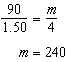 90/1.50 = m/4
m = 240